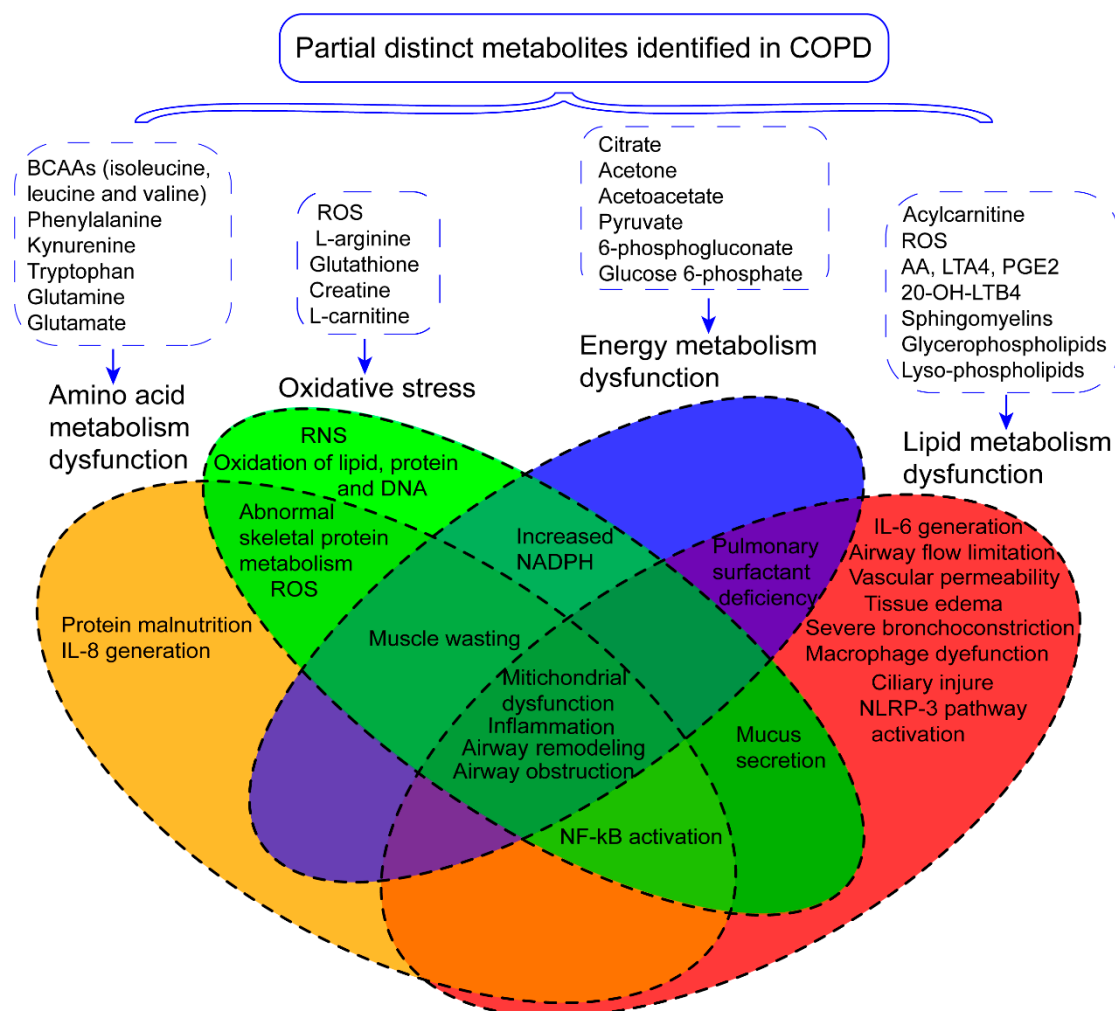 Partial distinct metabolites identified in COPD
BCAAs (isoleucine,
leucine and valine)
Phenylalanine
Kynurenine
Tryptophan
Glutamine
Glutamate
ROS
L-arginine
Glutathione
Creatine
L-carnitine
Citrate
Acetone
Acetoacetate
Pyruvate
6-phosphogluconate
Glucose 6-phosphate
Acylcarnitine
ROS
AA, LTA4, PGE2
20-OH-LTB4
Sphingomyelins
Glycerophospholipids
Lyso-phospholipids
Amino acid
metabolism
dysfunction
Oxidative stress
Energy metabolism
dysfunction
Lipid metabolism
dysfunction
RNS
Oxidation of lipid, protein
and DNA
Abnormal
skeletal protein
metabolism
ROS
Protein malnutrition
IL-8 generation
Increased
NADPH
Muscle wasting
Mitichondrial
dysfunction
Inflammation
Airway remodeling
Airway obstruction
Pulmonary
surfactant
deficiency
IL-6 generation
Airway flow limitation
Vascular permeability
Tissue edema
Severe bronchoconstriction
Macrophage dyefunction
Ciliary injure
NLRP-3 pathway
activation
Mucus
secretion
NF-kB activation